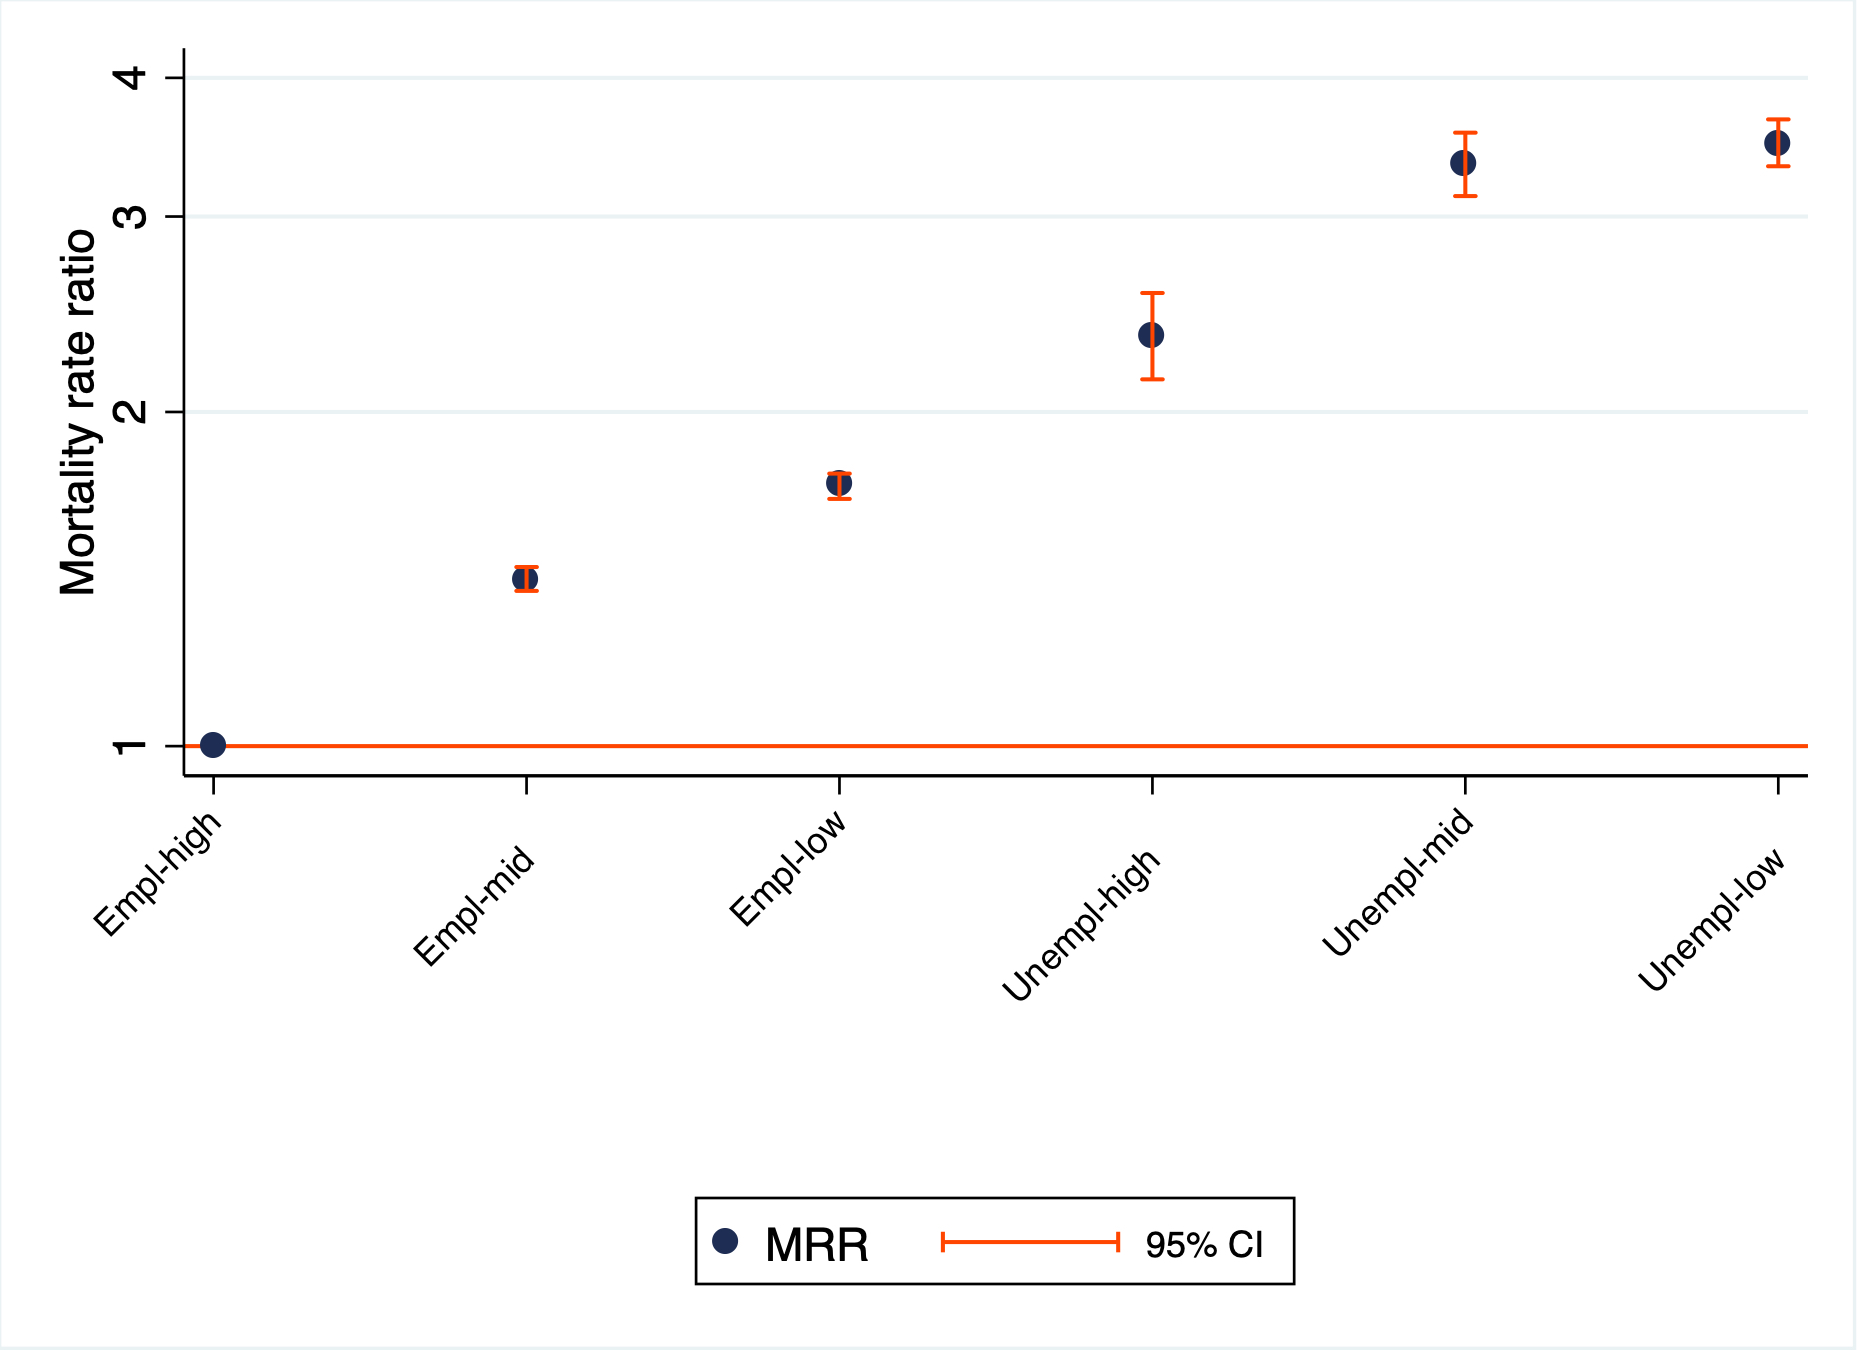 Mortality rate ratio
4
3
2
1
Empl-high
Empl-mid
Empl-low
Unempl-high
Unempl-mid
Unempl-low
MRR
95% CI